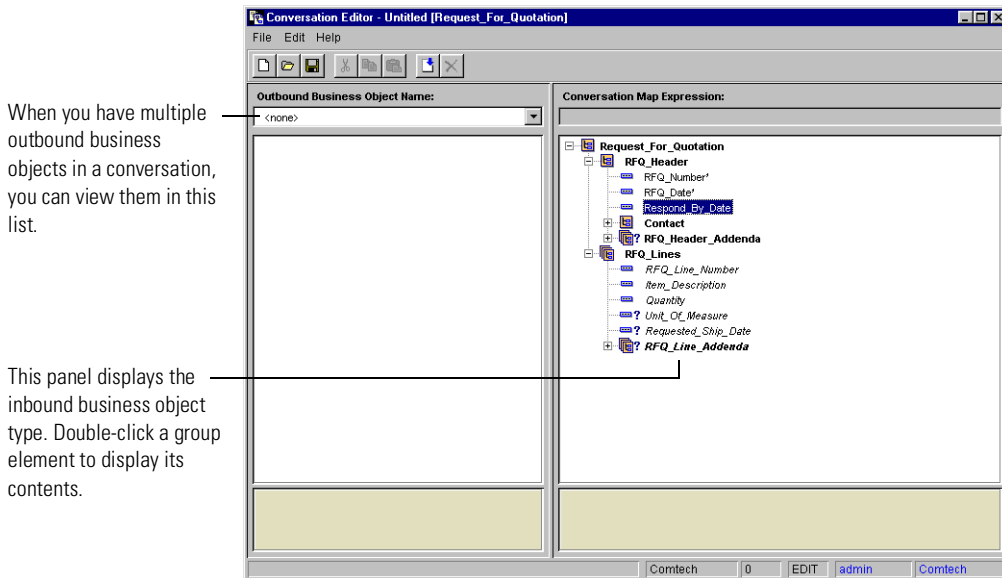 Conversation Editor - Untitled [Request_For_Quotation]
File Edit Help
Outbound Business Object Name:
<none>
Conversation Map Expression:
When you have multiple
outbound business
objects in a conversation,
you can view them in this
list.
Request_For_Quotation
RFQ_Header
RFQ_Number'
RFQ_Date'
Respond_By_Date
Contact
? RFQ_Header_Addenda
RFQ_Lines
RFQ_Line_Number
Item_Description
Quantity
? Unit_Of_Measure
? Requested_Ship_Date
? RFQ_Line_Addenda
This panel displays the
inbound business object
type. Double-click a group
element to display its
contents.
Comtech 0 EDIT admin Comtech